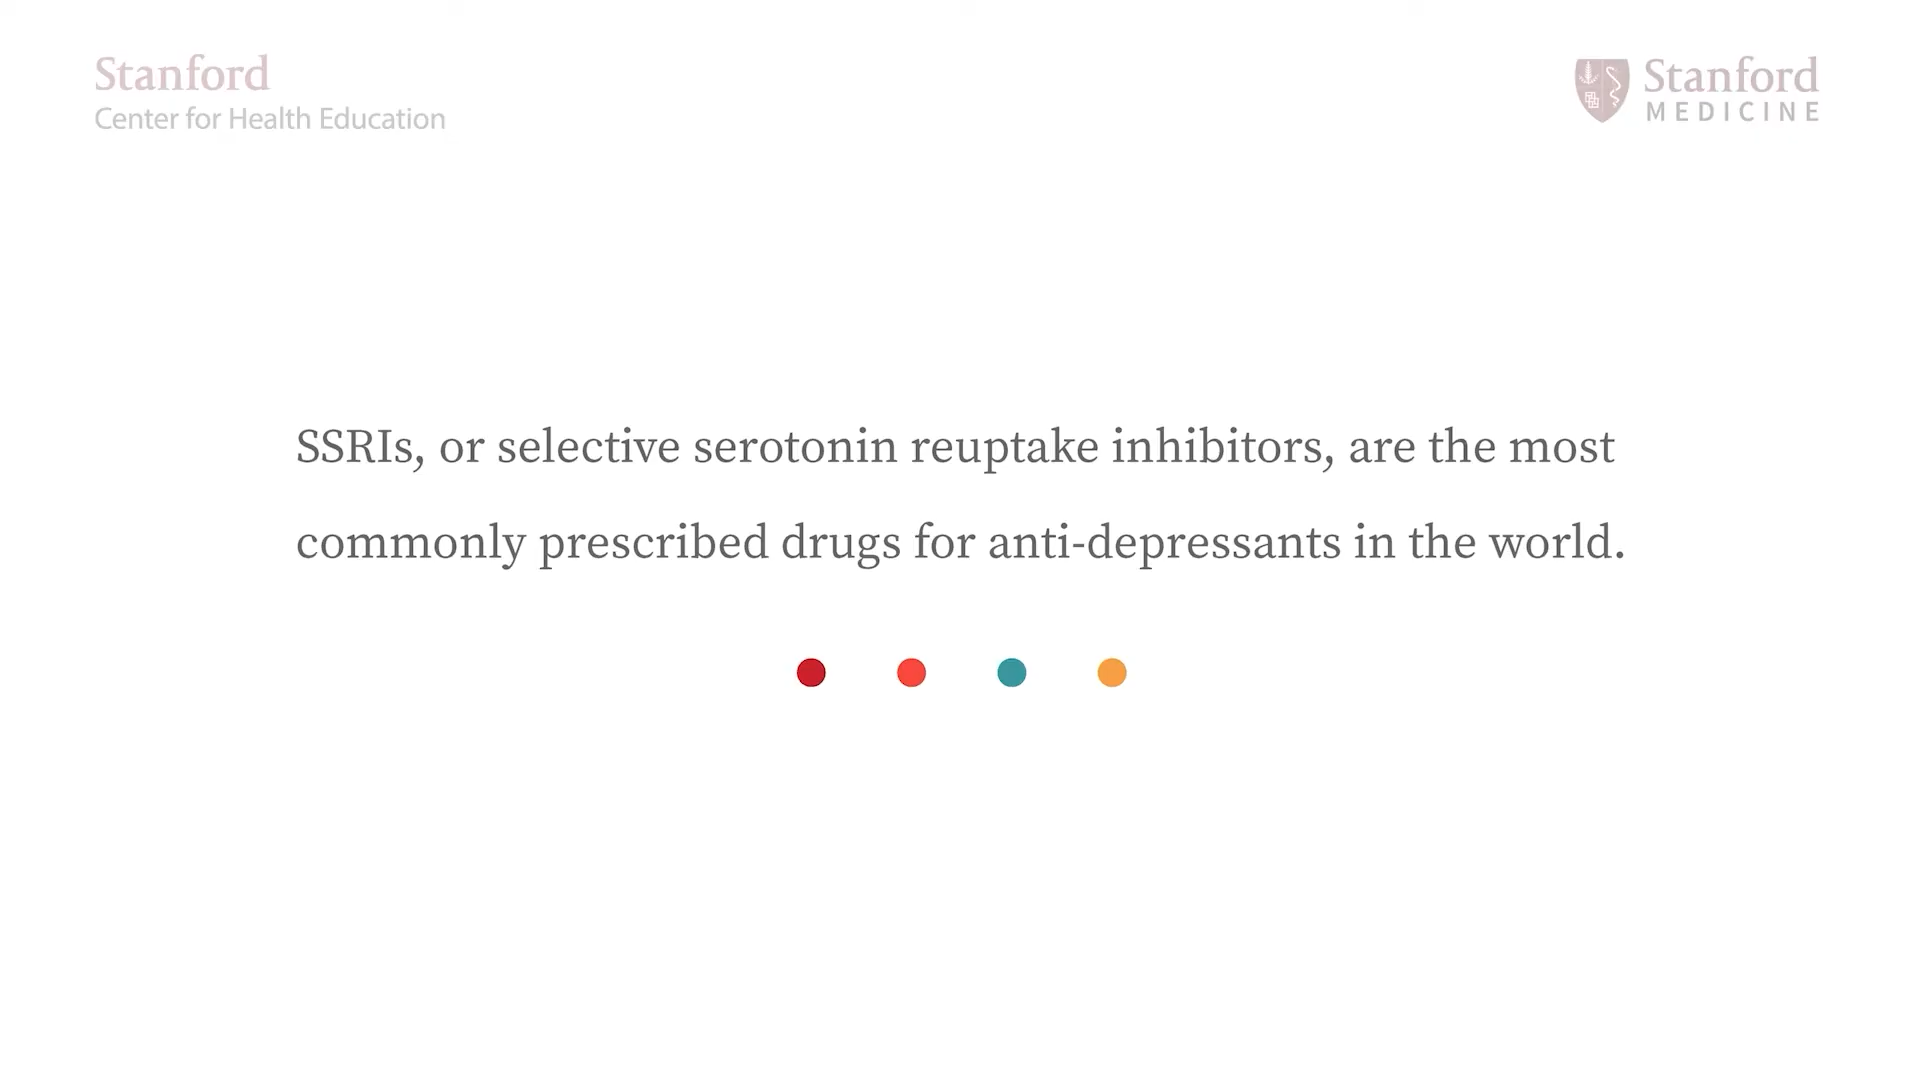 Stanford
Center for Health Education
Stanford
MEDICINE
SSRIs, or selective serotonin reuptake inhibitors, are the most
commonly prescribed drugs for anti-depressants in the world.